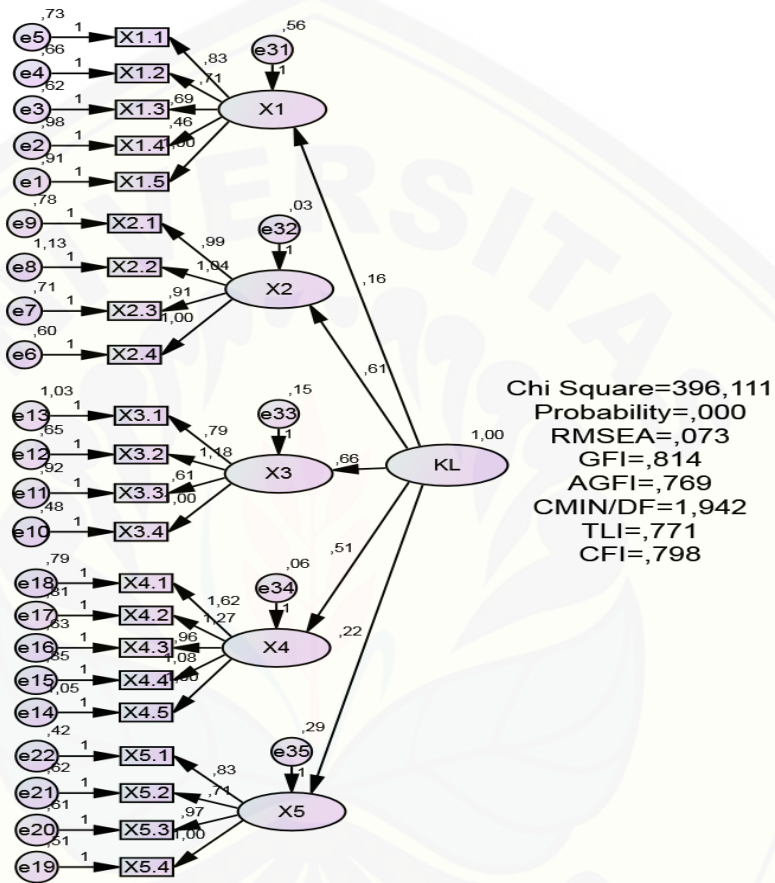 ,73
e5 1 X1.1
,66
e4 1 X1.2
,62
e3 1 X1.3
,98
e2 1 X1.4
,91
e1 1 X1.5
,83
,71
,69
,46
1,00
,56
e31
1
X1
,78
e9 1 X2.1
1,13
e8 1 X2.2
,71
e7 1 X2.3
,60
e6 1 X2.4
,99
1,04
,91
1,00
,03
e32
1
X2
1,03
e13 1 X3.1
,65
e12 1 X3.2
,92
e11 1 X3.3
,48
e10 1 X3.4
,79
1,18
,61
1,00
,15
e33
1
X3
,79
e18 1 X4.1
,81
e17 1 X4.2
,63
e16 1 X4.3
,85
e15 1 X4.4
1,05
e14 1 X4.5
1,62
1,27
,96
1,08
1,00
,06
e34
1
X4
,42
e22 1 X5.1
,62
e21 1 X5.2
,61
e20 1 X5.3
,51
e19 1 X5.4
,83
,71
,97
1,00
,29
e35
1
X5
,16
,61
,66
,51
,22
1,00
KL
Chi Square=396,111
Probability=,000
RMSEA=,073
GFI=,814
AGFI=,769
CMIN/DF=1,942
TLI=,771
CFI=,798